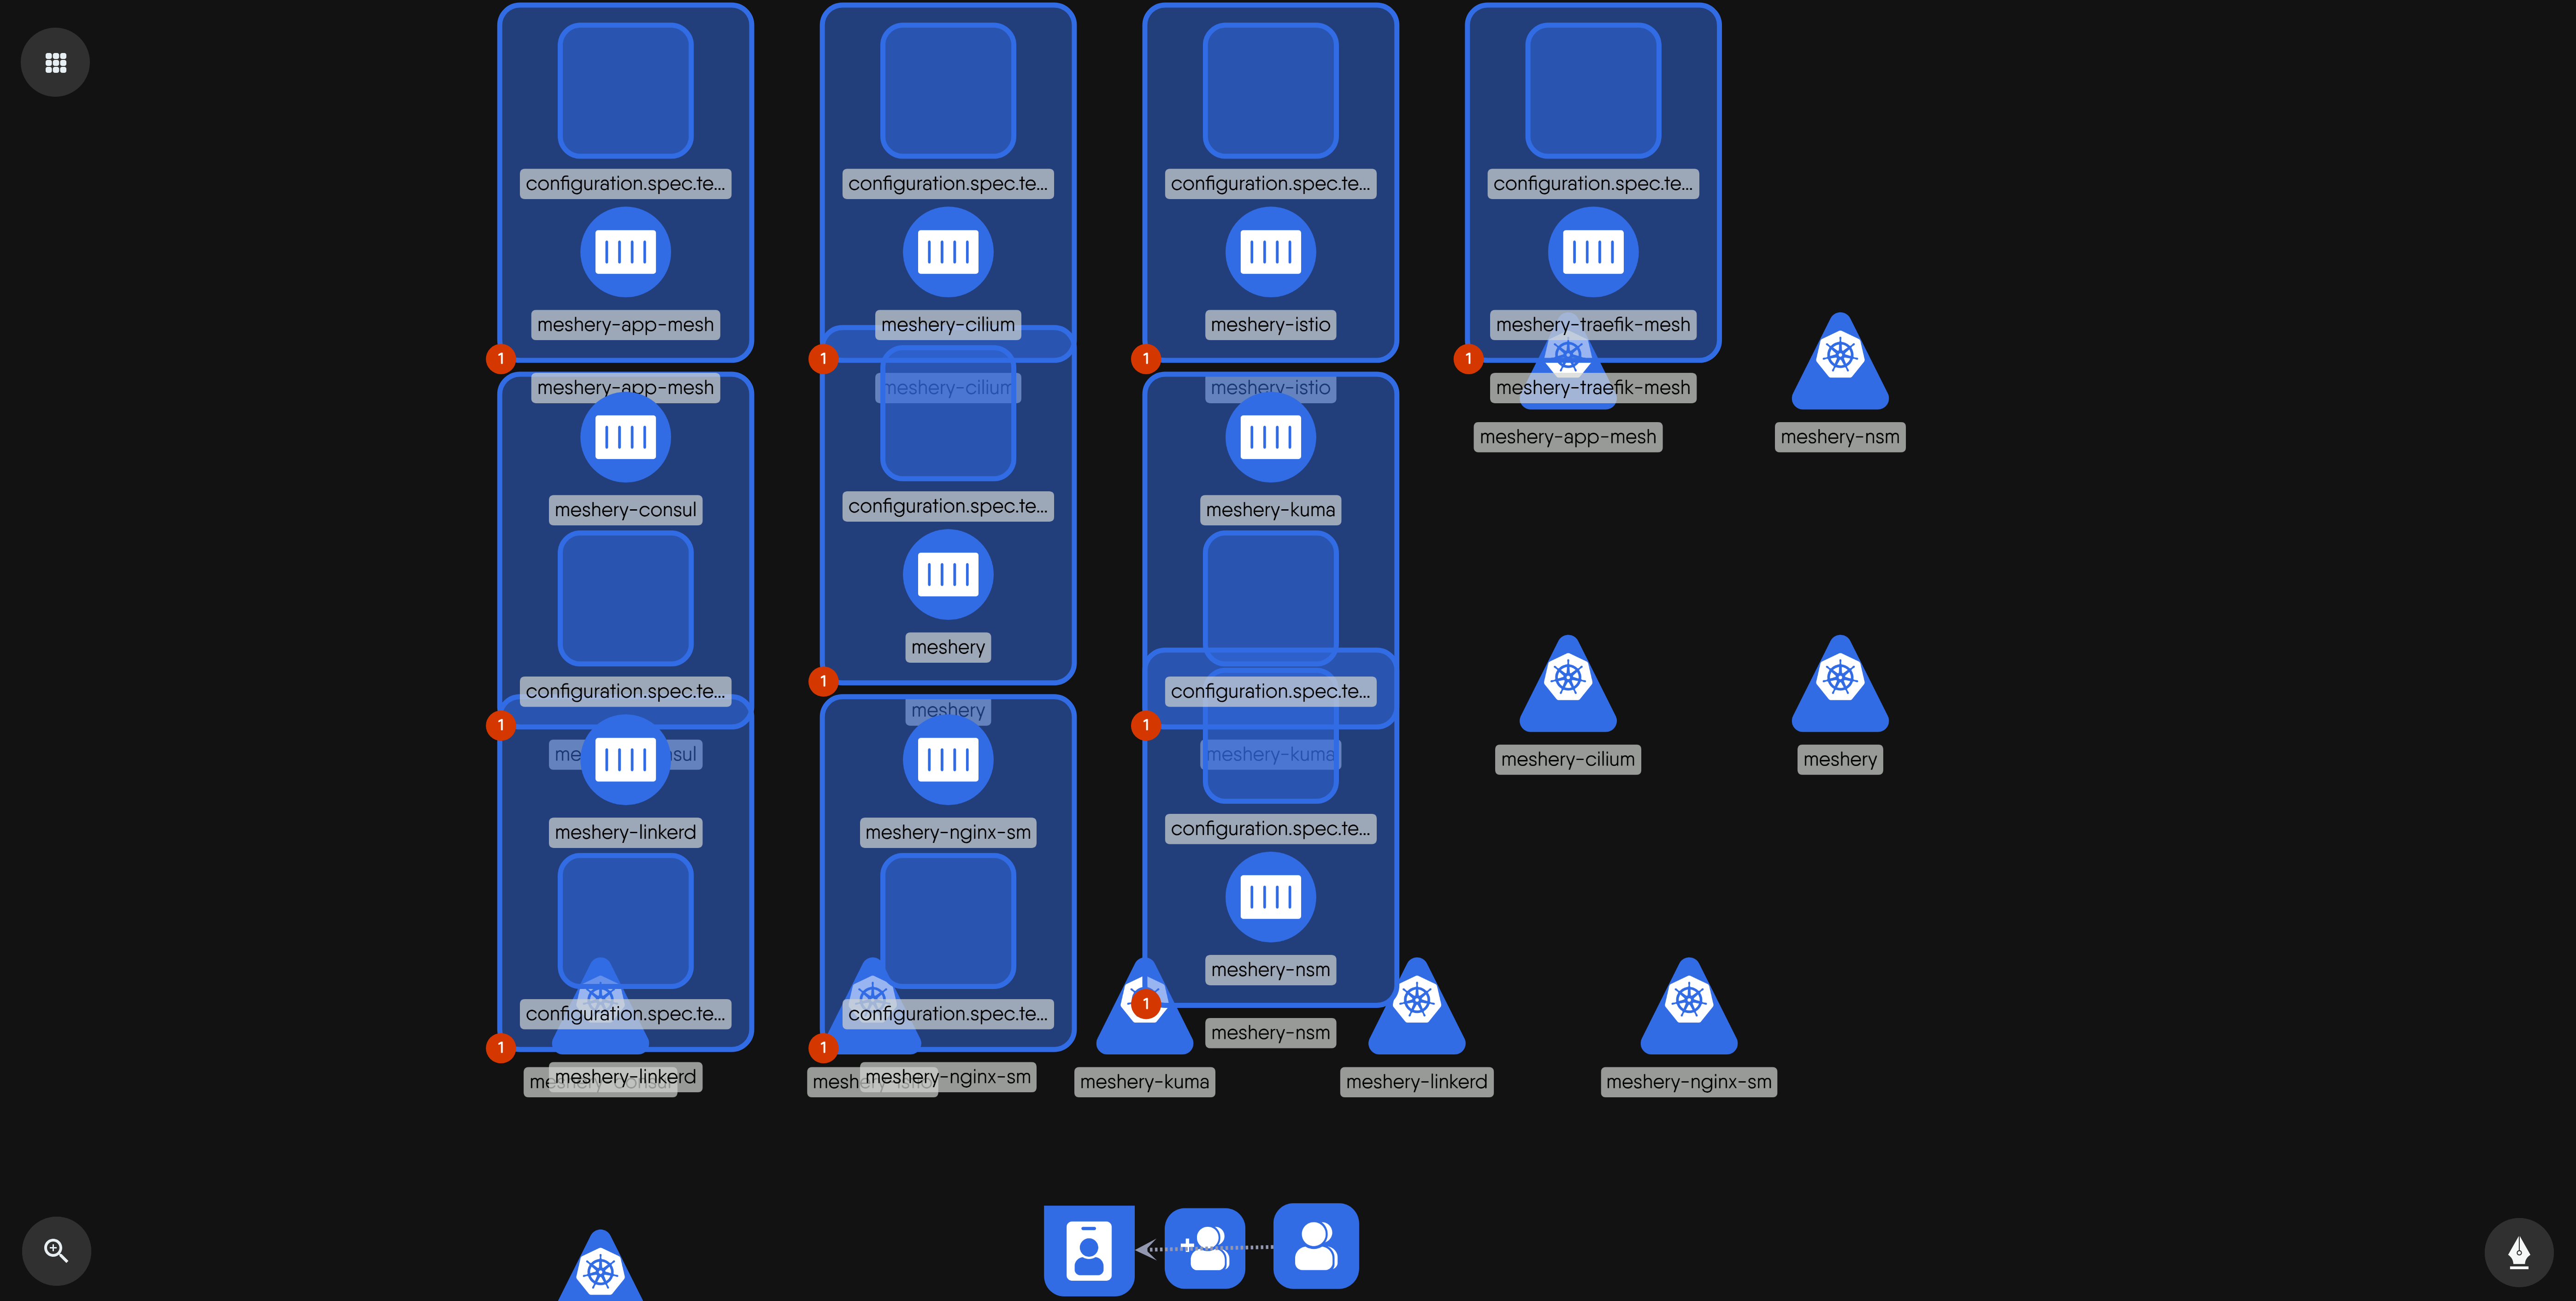 configuration.spec.te...
configuration.spec.te...
configuration.spec.te...
configuration.spec.te...
meshery-app-mesh
meshery-cilium
meshery-istio
meshery-traefik-mesh
1
1
1
1
meshery-app-mesh
meshery-cilium
meshery-istio
meshery-traefik-mesh
meshery-app-mesh
meshery-nsm
meshery-consul
configuration.spec.te...
meshery-kuma
meshery
1
configuration.spec.te...
configuration.spec.te...
meshery
1
1
meshery-kuma
meshery-cilium
meshery
meshery-linkerd
meshery-nginx-sm
configuration.spec.te...
meshery-nsm
configuration.spec.te...
configuration.spec.te...
1
1
1
meshery-nsm
meshery-linkerd
meshery-nginx-sm
meshery-kuma
meshery-linkerd
meshery-nginx-sm